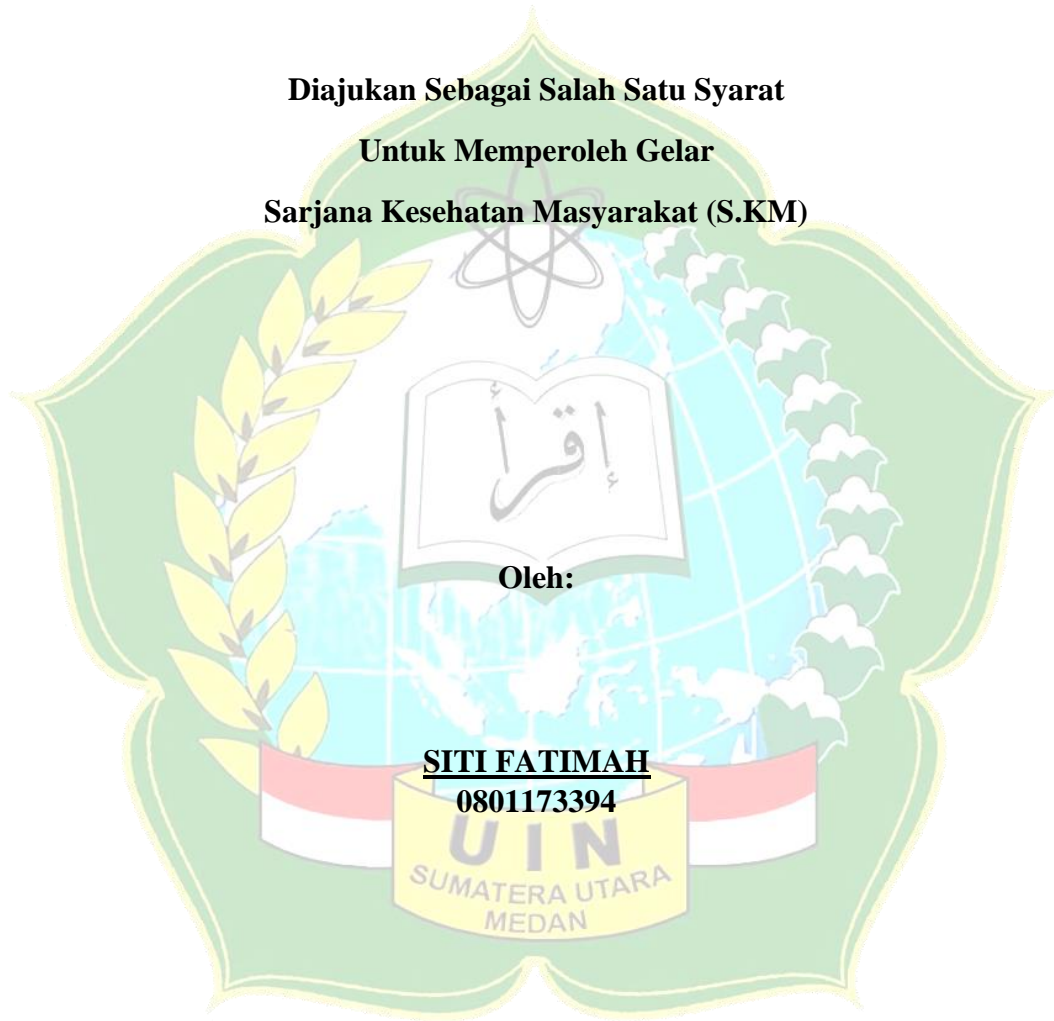 Diajukan Sebagai Salah Satu Syarat
Untuk Memperoleh Gelar
Sarjana Kesehatan Masyarakat (S.KM)
إقرأ
Oleh:
SITI FATIMAH
0801173394
UIN
SUMATERA UTARA
MEDAN